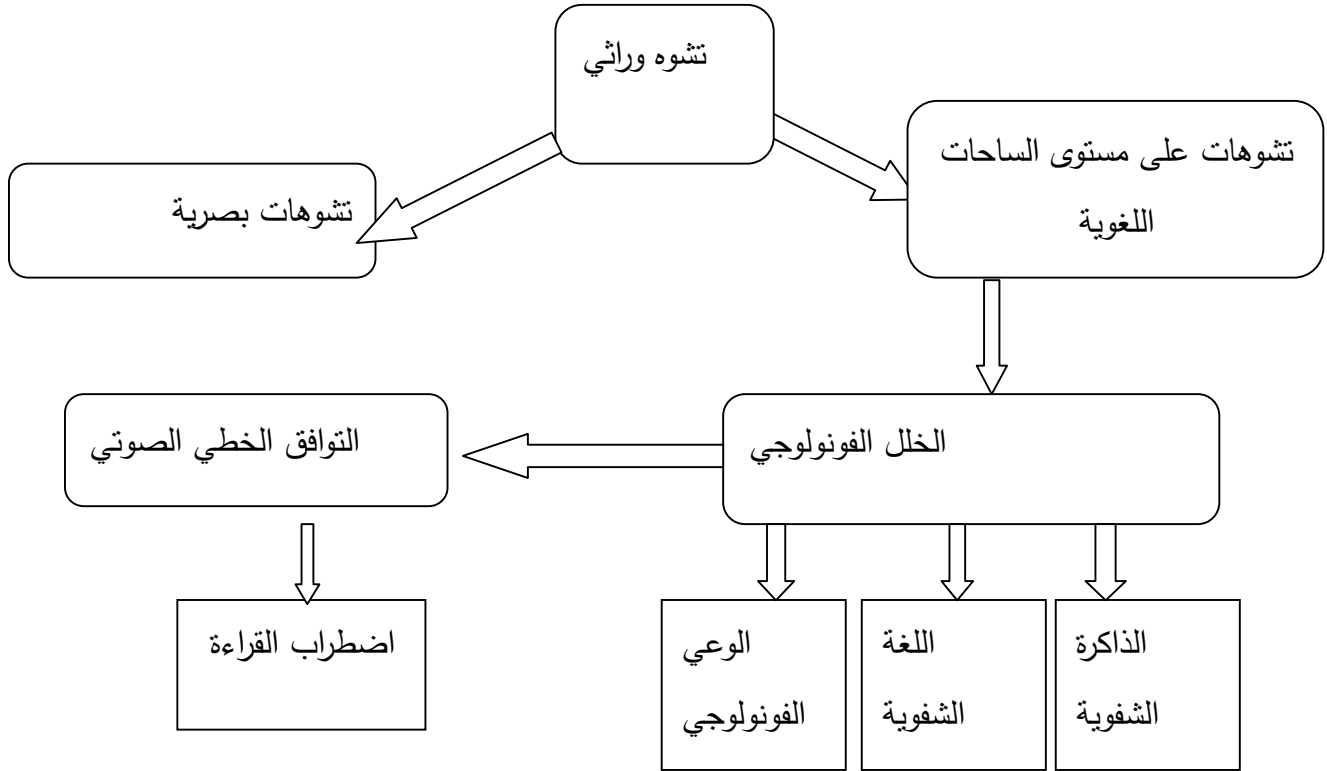 تشوه وراثي
تشوهات على مستوى الساحات
اللغوية
تشوهات بصرية
الخلل الفونولوجي
التوافق الخطي الصوتي
الذاكرة
الشفوية
اللغة
الشفوية
الوعي
الفونولوجي
اضطراب القراءة